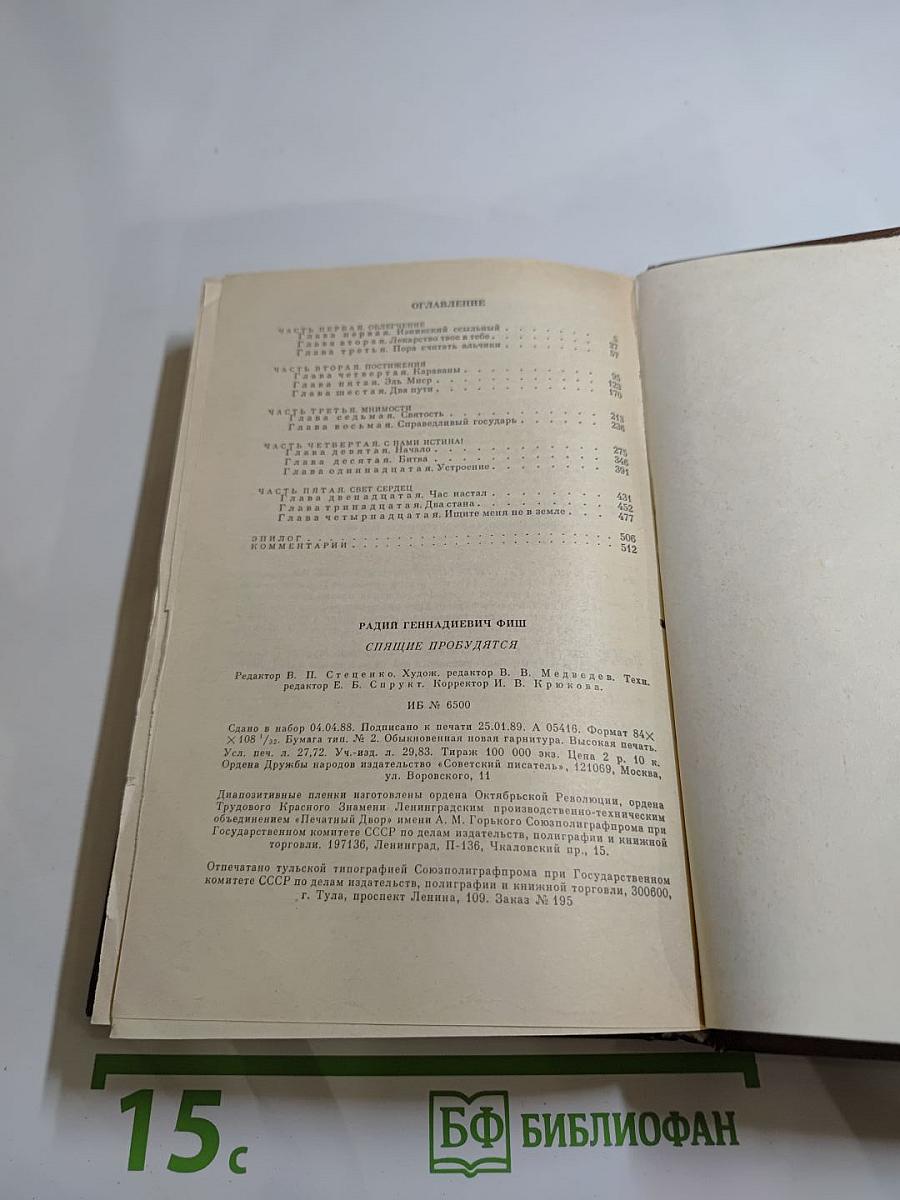 ОГЛАВЛЕНИЕ
ЧАСТЬ ПЕРВАЯ. ОБЛЕГЧЕНИЕ
Глава первая. Изникский ссыльный . . . . . . . 5
Глава вторая. Лекарство твое в тебе . . . . . . . 27
Глава третья. Пора считать альчики . . . . . . . 57
ЧАСТЬ ВТОРАЯ. ПОСТИЖЕНИЯ
Глава четвертая. Караваны . . . . . . . . . 95
Глава пятая. Эль Миср . . . . . . . . . . . 123
Глава шестая. Два пути . . . . . . . . . . . 170
ЧАСТЬ ТРЕТЬЯ. МНИМОСТИ
Глава седьмая. Святость . . . . . . . . . . . 213
Глава восьмая. Справедливый государь . . . . . . 236
ЧАСТЬ ЧЕТВЕРТАЯ. С НАМИ ИСТИНА!
Глава девятая. Начало . . . . . . . . . . . 275
Глава десятая. Битва . . . . . . . . . . . 346
Глава одиннадцатая. Устроение . . . . . . . . 391
ЧАСТЬ ПЯТАЯ. СВЕТ СЕРДЕЦ
Глава двенадцатая. Час настал . . . . . . . . 431
Глава тринадцатая. Два стана . . . . . . . . . 452
Глава четырнадцатая. Ищите меня не в земле . . . 477
ЭПИЛОГ . . . . . . . . . . . . . . . . . . . . . 506
КОММЕНТАРИИ . . . . . . . . . . . . . . . . . . 512
РАДИЙ ГЕННАДИЕВИЧ ФИШ
СПЯЩИЕ ПРОБУДЯТСЯ
Редактор В. П. Стеценко. Худож. редактор В. В. Медведев. Техн.
редактор Е. Б. Спрукт. Корректор И. В. Крюкова.
ИБ № 6500
Сдано в набор 04.04.88. Подписано к печати 25.01.89. А 05416. Формат 84×
×108 1/32. Бумага тип. № 2. Обыкновенная новая гарнитура. Высокая печать.
Усл. печ. л. 27,72. Уч.-изд. л. 29,83. Тираж 100 000 экз. Цена 2 р. 10 к.
Ордена Дружбы народов издательство «Советский писатель», 121069, Москва,
ул. Воровского, 11
Диапозитивные пленки изготовлены ордена Октябрьской Революции, ордена
Трудового Красного Знамени Ленинградским производственно-техническим
объединением «Печатный Двор» имени А. М. Горького Союзполиграфпрома при
Государственном комитете СССР по делам издательств, полиграфии и книжной
торговли. 197136, Ленинград, П-136, Чкаловский пр., 15.
Отпечатано тульской типографией Союзполиграфпрома при Государственном
комитете СССР по делам издательств, полиграфии и книжной торговли, 300600,
г. Тула, проспект Ленина, 109. Заказ № 195
15 с
БФ БИБЛИОФАН